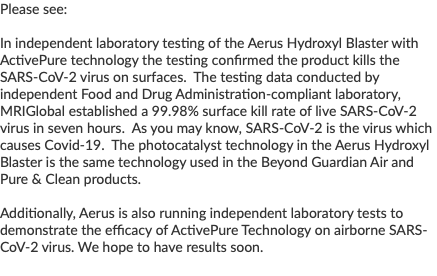 Please see:
In independent laboratory testing of the Aerus Hydroxyl Blaster with
ActivePure technology the testing confirmed the product kills the
SARS-CoV-2 virus on surfaces.  The testing data conducted by
independent Food and Drug Administration-compliant laboratory,
MRIGlobal established a 99.98% surface kill rate of live SARS-CoV-2
virus in seven hours.  As you may know, SARS-CoV-2 is the virus which
causes Covid-19.  The photocatalyst technology in the Aerus Hydroxyl
Blaster is the same technology used in the Beyond Guardian Air and
Pure & Clean products.
Additionally, Aerus is also running independent laboratory tests to
demonstrate the efficacy of ActivePure Technology on airborne SARS-
CoV-2 virus. We hope to have results soon.